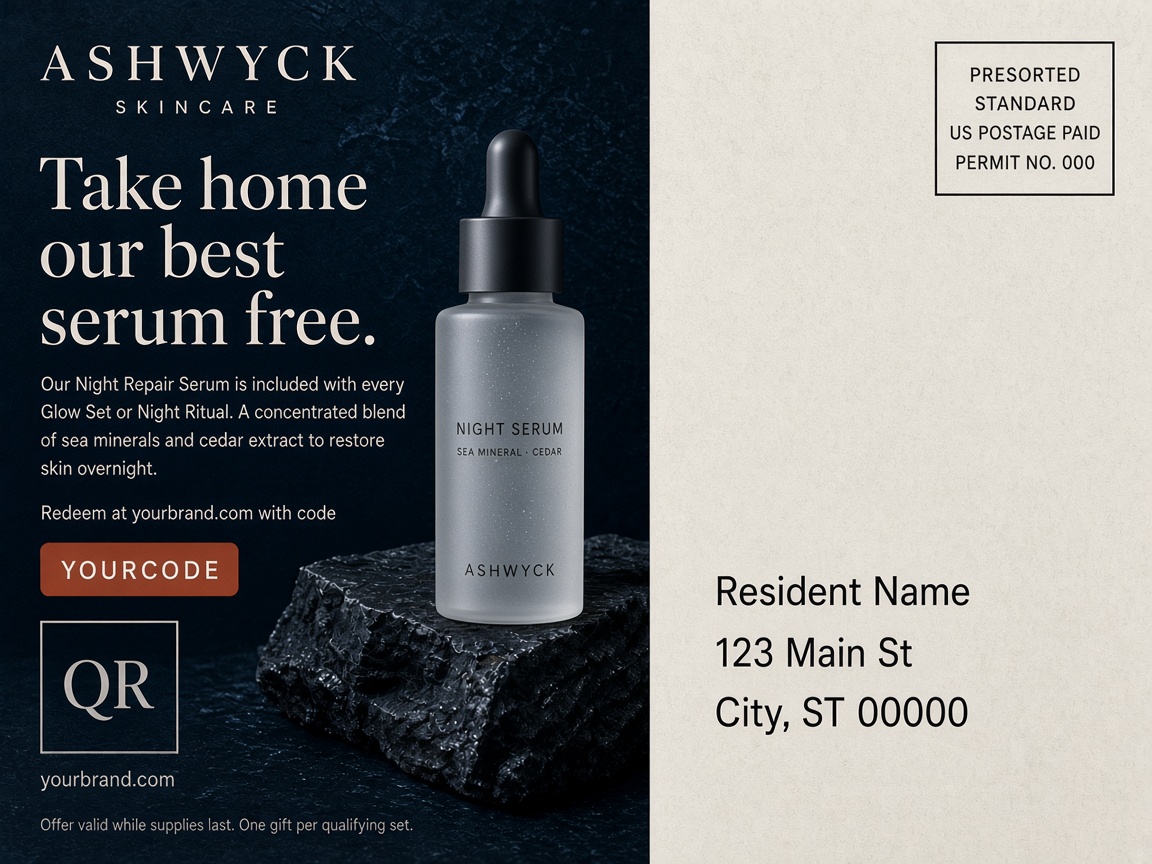 ASHWYCK
SKINCARE
Take home
our best
serum free.
Our Night Repair Serum is included with every
Glow Set or Night Ritual. A concentrated blend
of sea minerals and cedar extract to restore
skin overnight.
Redeem at yourbrand.com with code
YOURCODE
QR
yourbrand.com
Offer valid while supplies last. One gift per qualifying set.
NIGHT SERUM
SEA MINERAL · CEDAR
ASHWYCK
PRESORTED
STANDARD
US POSTAGE PAID
PERMIT NO. 000
Resident Name
123 Main St
City, ST 00000